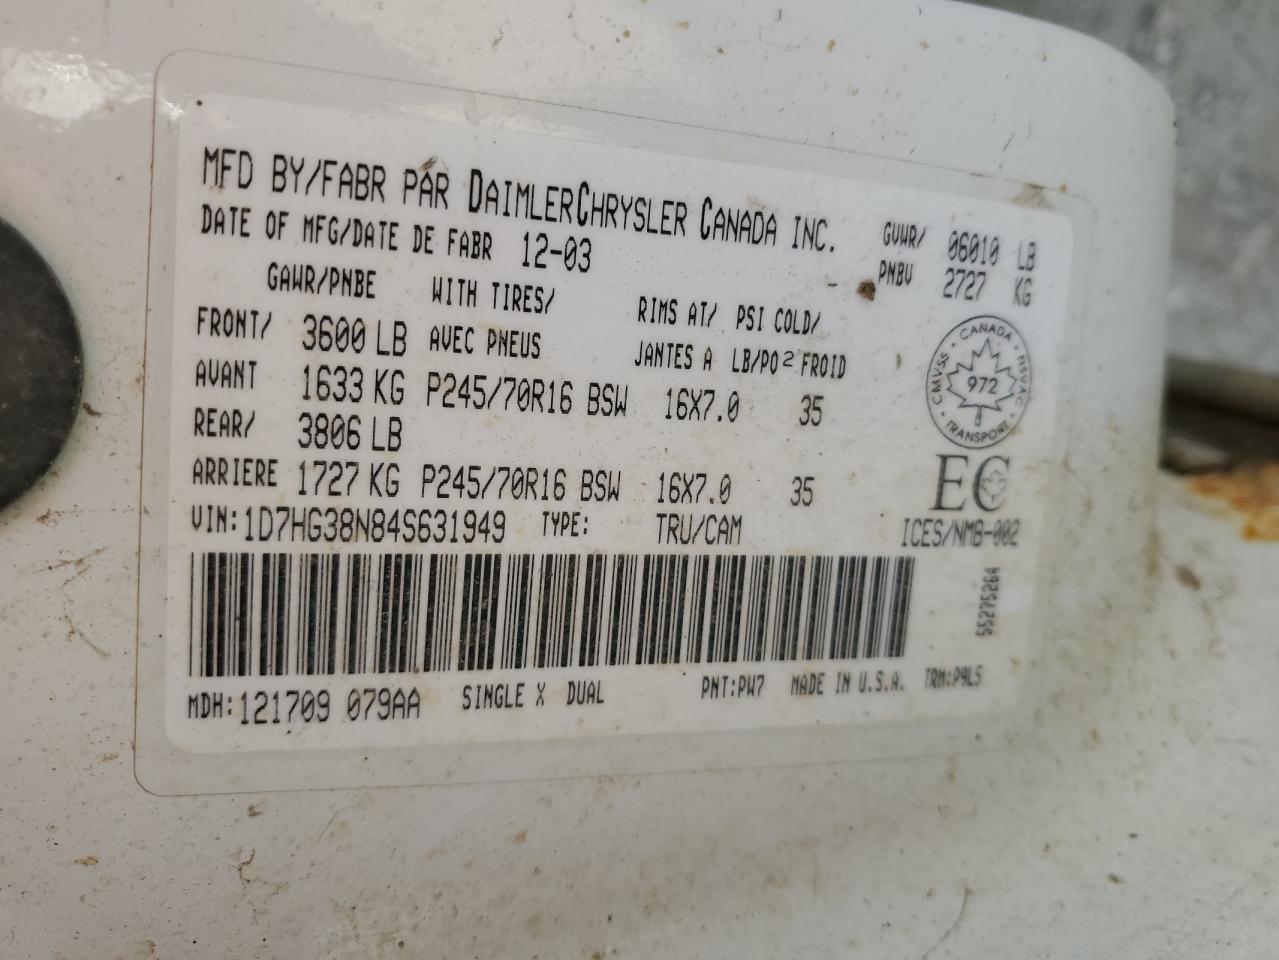 MFD BY/FABR PAR DAIMLERCHRYSLER CANADA INC.
DATE OF MFG/DATE DE FABR 12-03
GVWR/ 06010 LB
PNBV 2727 KG
GAWR/PNBE WITH TIRES/ RIMS AT/ PSI COLD/
FRONT/ 3600 LB AVEC PNEUS JANTES A LB/PO² FROID
AVANT 1633 KG P245/70R16 BSW 16X7.0 35
REAR/ 3806 LB
ARRIERE 1727 KG P245/70R16 BSW 16X7.0 35
VIN: 1D7HG38N84S631949 TYPE: TRU/CAM
CANADA · NSVAC · TRANSPORT · CMVSS
972
EC
ICES/NMB-002
55275264
MDH: 121709 079AA SINGLE X DUAL PNT:PW7 MADE IN U.S.A. TRM:P9L5